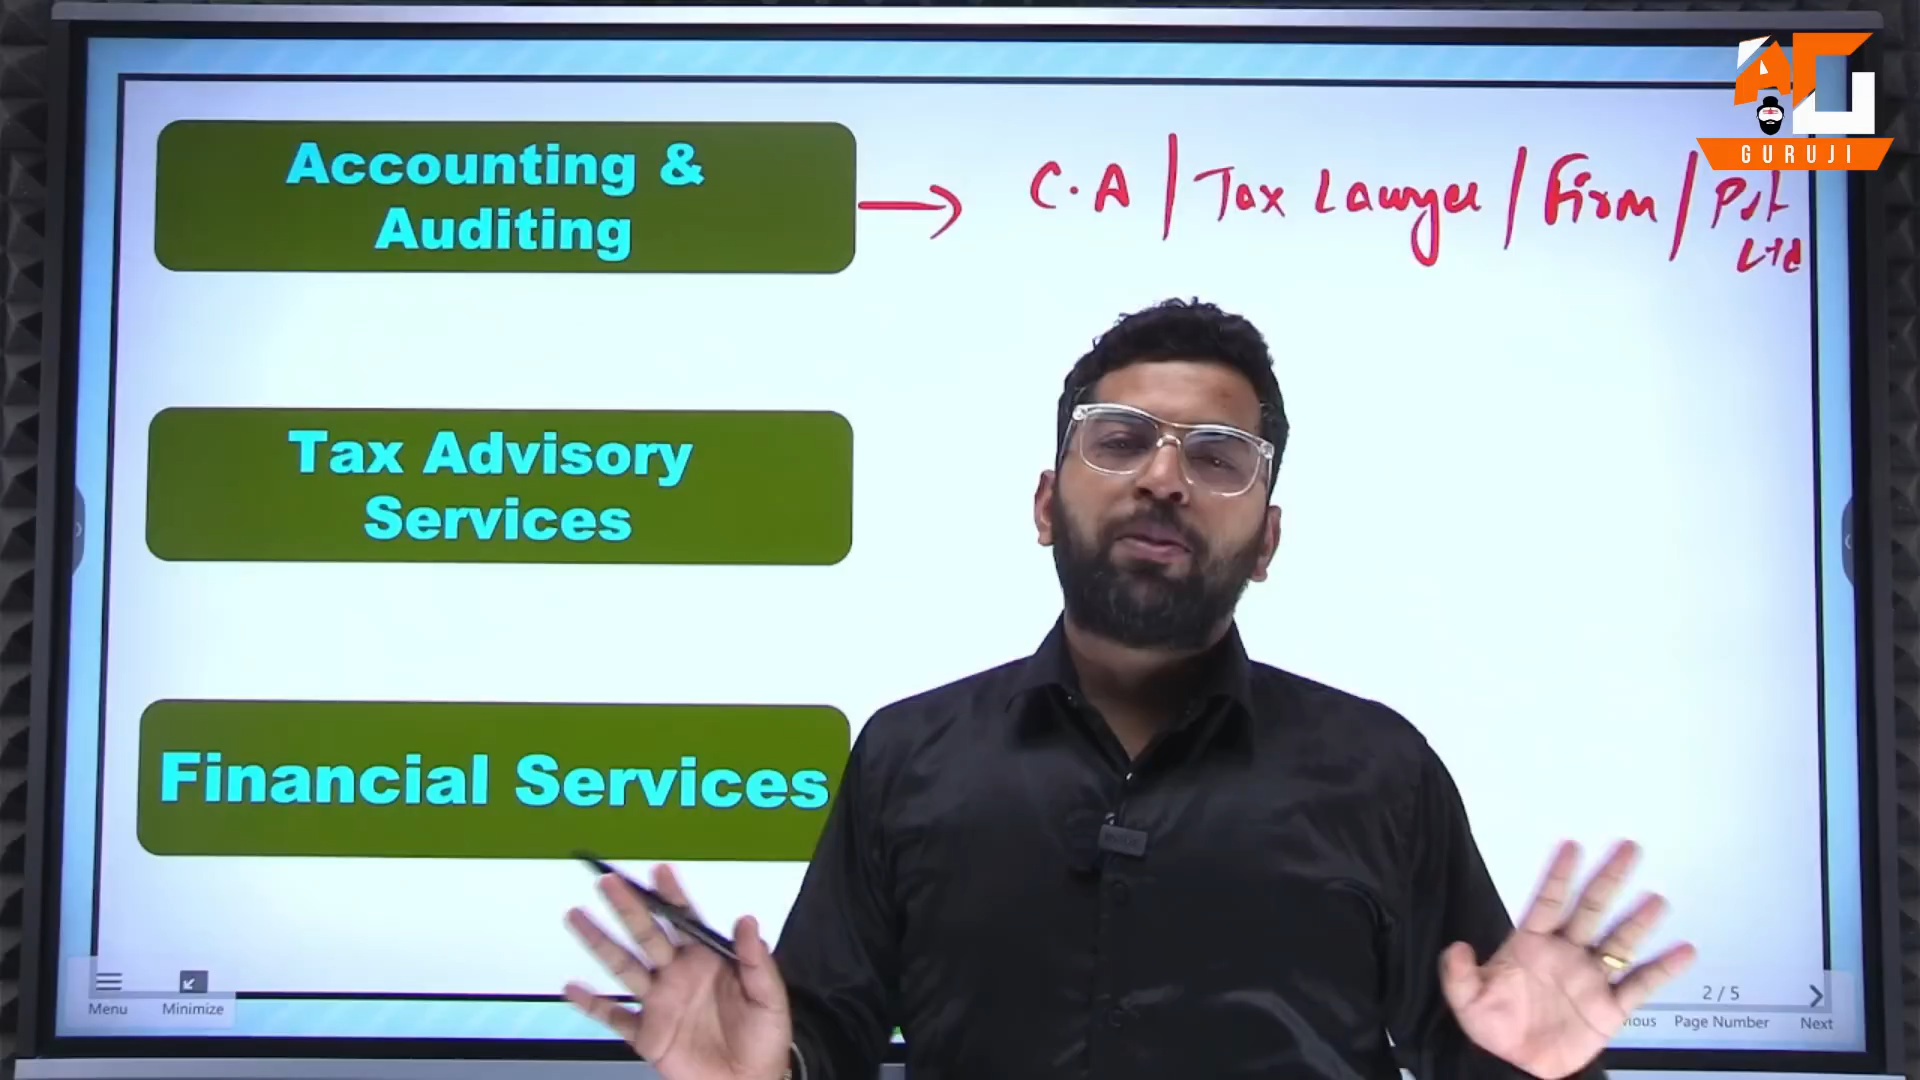 AG
GURUJI
Accounting &
Auditing
C.A / Tax Lawyer / Firm / Pvt
Ltd
Tax Advisory
Services
Financial Services
Menu
Minimize
2 / 5
Page Number
Next